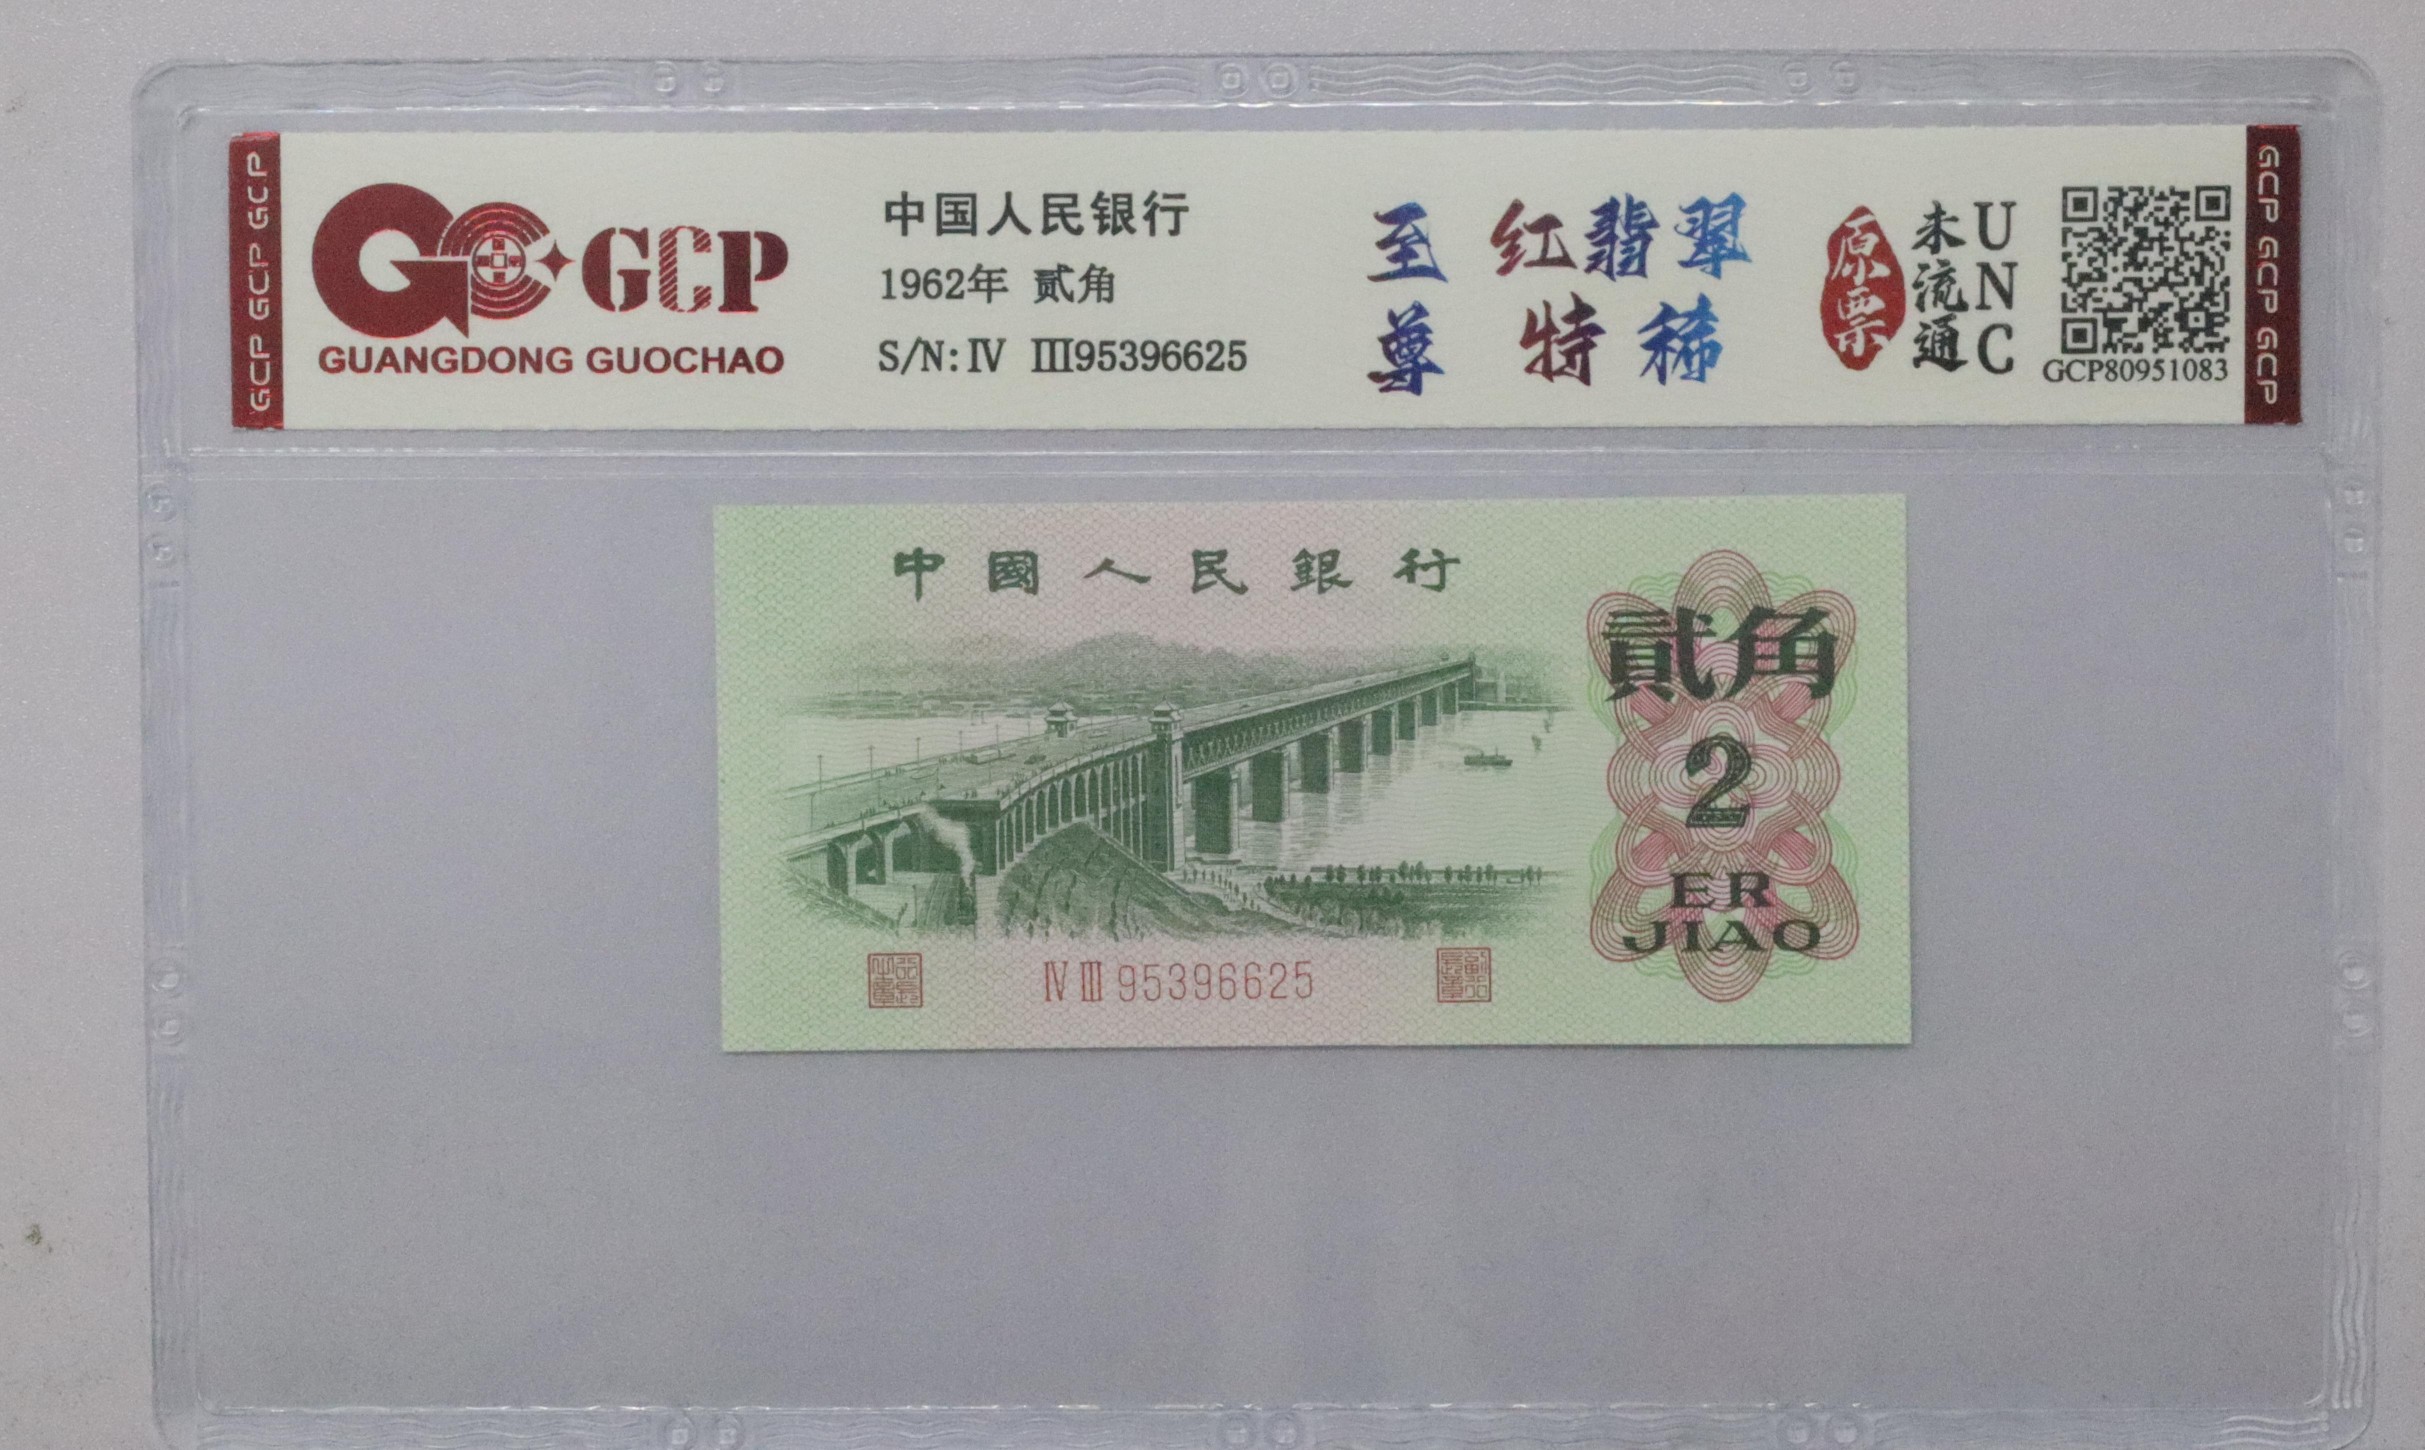 GCP GCP GCP
GCP
GUANGDONG GUOCHAO
中国人民银行
1962年 贰角
S/N: Ⅳ Ⅲ95396625
至尊
红翡翠
特稀
原票
未流通
UNC
GCP80951083
GCP GCP GCP
中國人民銀行
貳角
2
ER
JIAO
Ⅳ Ⅲ 95396625